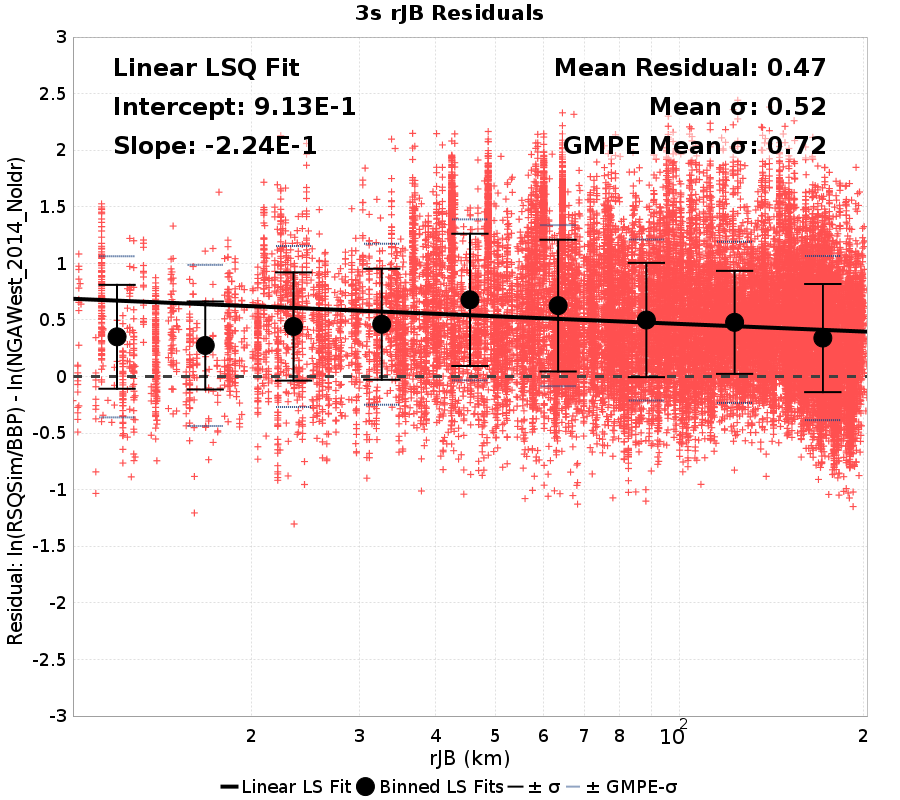 3s rJB Residuals
Linear LSQ Fit
Intercept: 9.13E-1
Slope: -2.24E-1
Mean Residual: 0.47
Mean σ: 0.52
GMPE Mean σ: 0.72
Residual: ln(RSQSim/BBP) - ln(NGAWest_2014_NoIdr)
3
2.5
2
1.5
1
0.5
0
-0.5
-1
-1.5
-2
-2.5
-3
2 3 4 5 6 7 8 10² 2
rJB (km)
Linear LS Fit Binned LS Fits ± σ ± GMPE-σ